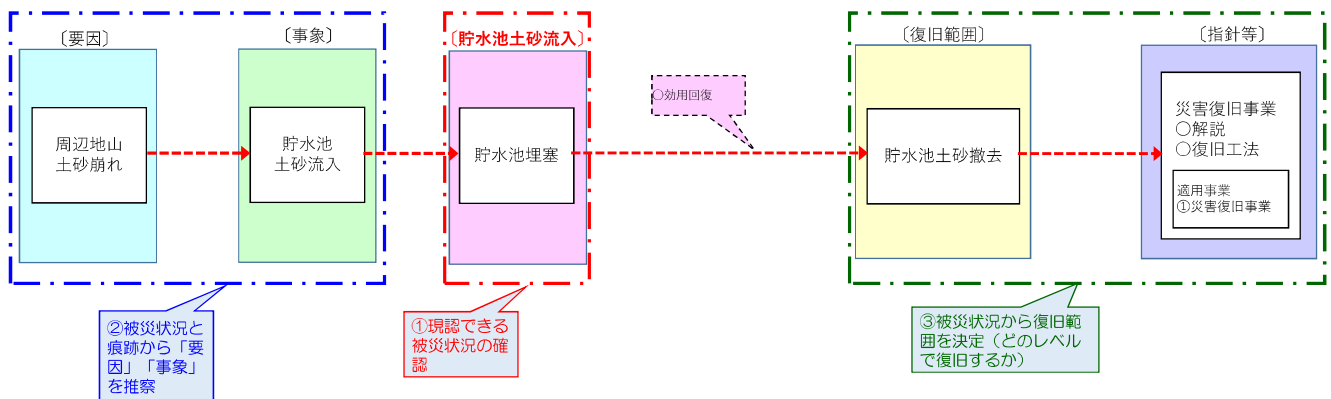 〔要因〕
周辺地山
土砂崩れ
〔事象〕
貯水池
土砂流入
〔貯水池土砂流入〕
貯水池埋塞
○効用回復
〔復旧範囲〕
貯水池土砂撤去
〔指針等〕
災害復旧事業
○解説
○復旧工法
適用事業
①災害復旧事業
②被災状況と
痕跡から「要
因」「事象」
を推察
①現認できる
被災状況の確
認
③被災状況から復旧範
囲を決定（どのレベル
で復旧するか）